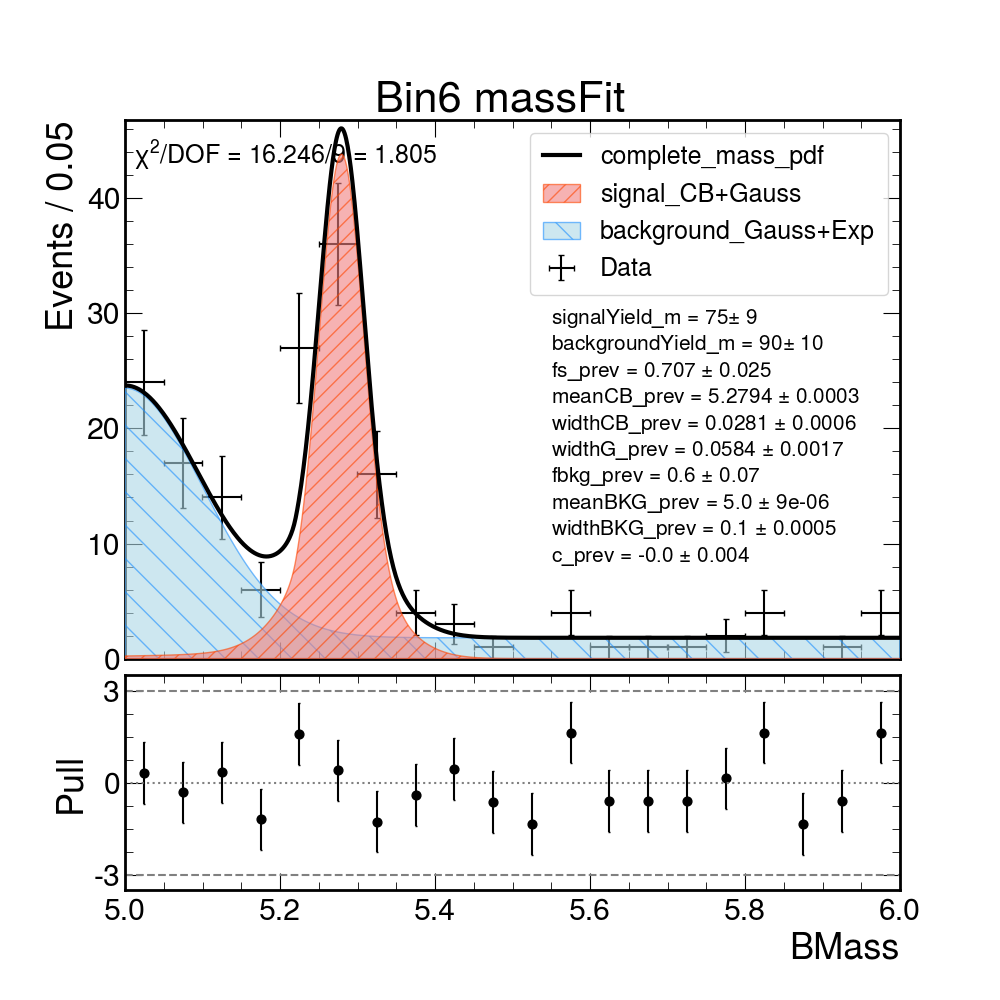 Bin6 massFit
Events / 0.05
χ²/DOF = 16.246/9 = 1.805
complete_mass_pdf
signal_CB+Gauss
background_Gauss+Exp
Data
signalYield_m = 75± 9
backgroundYield_m = 90± 10
fs_prev = 0.707 ± 0.025
meanCB_prev = 5.2794 ± 0.0003
widthCB_prev = 0.0281 ± 0.0006
widthG_prev = 0.0584 ± 0.0017
fbkg_prev = 0.6 ± 0.07
meanBKG_prev = 5.0 ± 9e-06
widthBKG_prev = 0.1 ± 0.0005
c_prev = -0.0 ± 0.004
40
30
20
10
0
Pull
3
0
-3
5.0 5.2 5.4 5.6 5.8 6.0
BMass